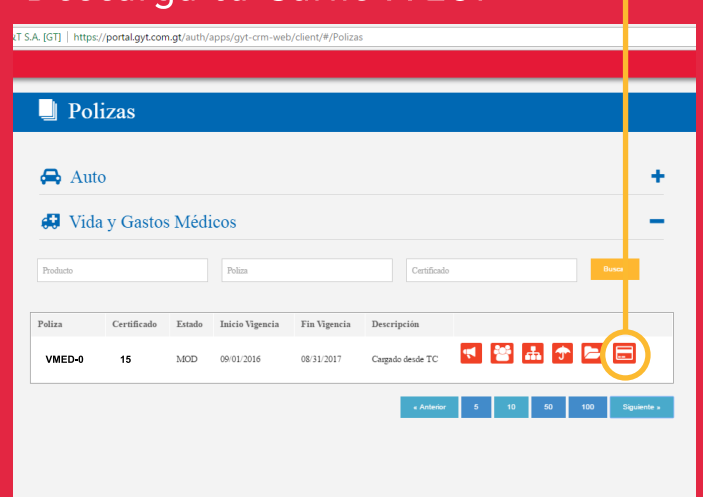 :T S.A. [GT] | https://portal.gyt.com.gt/auth/apps/gyt-crm-web/client/#/Polizas
Polizas
Auto
Vida y Gastos Médicos
Producto Poliza Certificado Buscar
Poliza Certificado Estado Inicio Vigencia Fin Vigencia Descripción
VMED-0 15 MOD 09/01/2016 08/31/2017 Cargado desde TC
« Anterior 5 10 50 100 Siguiente »